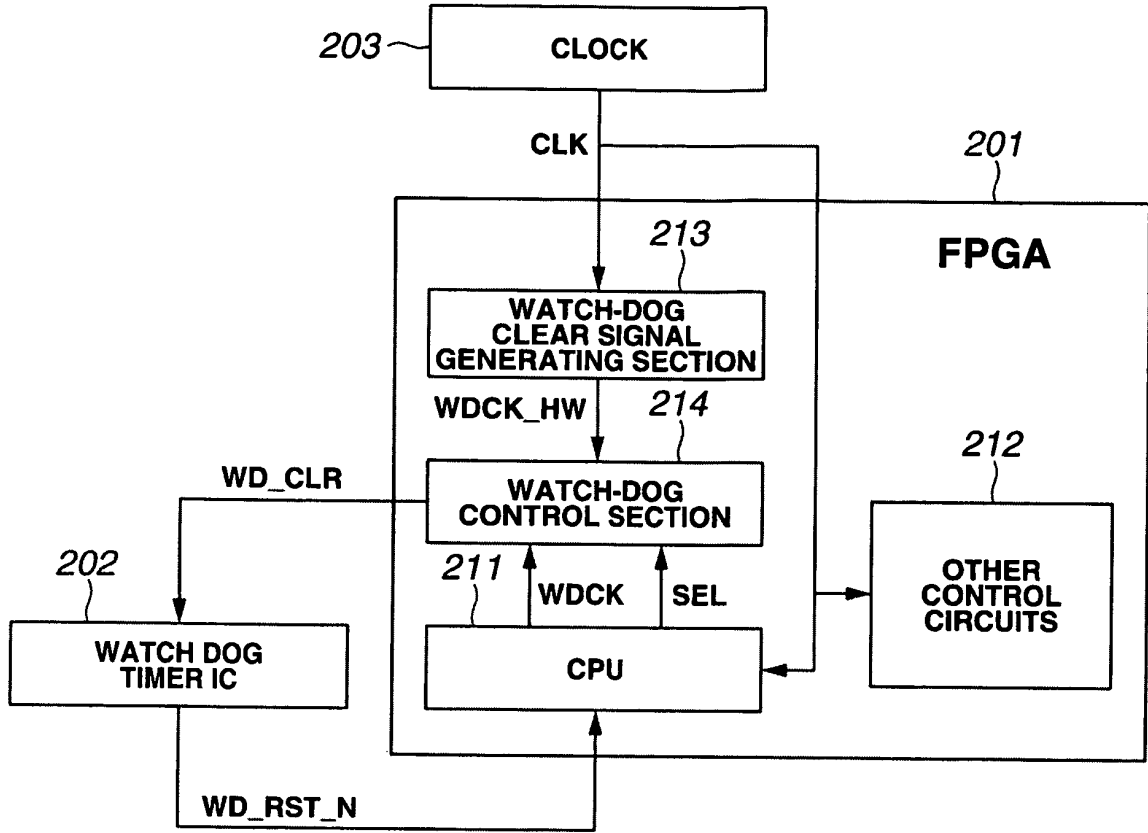 203
CLOCK
CLK
201
FPGA
213
WATCH-DOG
CLEAR SIGNAL
GENERATING SECTION
WDCK_HW
214
WD_CLR
WATCH-DOG
CONTROL SECTION
212
OTHER
CONTROL
CIRCUITS
202
211
WDCK
SEL
WATCH DOG
TIMER IC
CPU
WD_RST_N